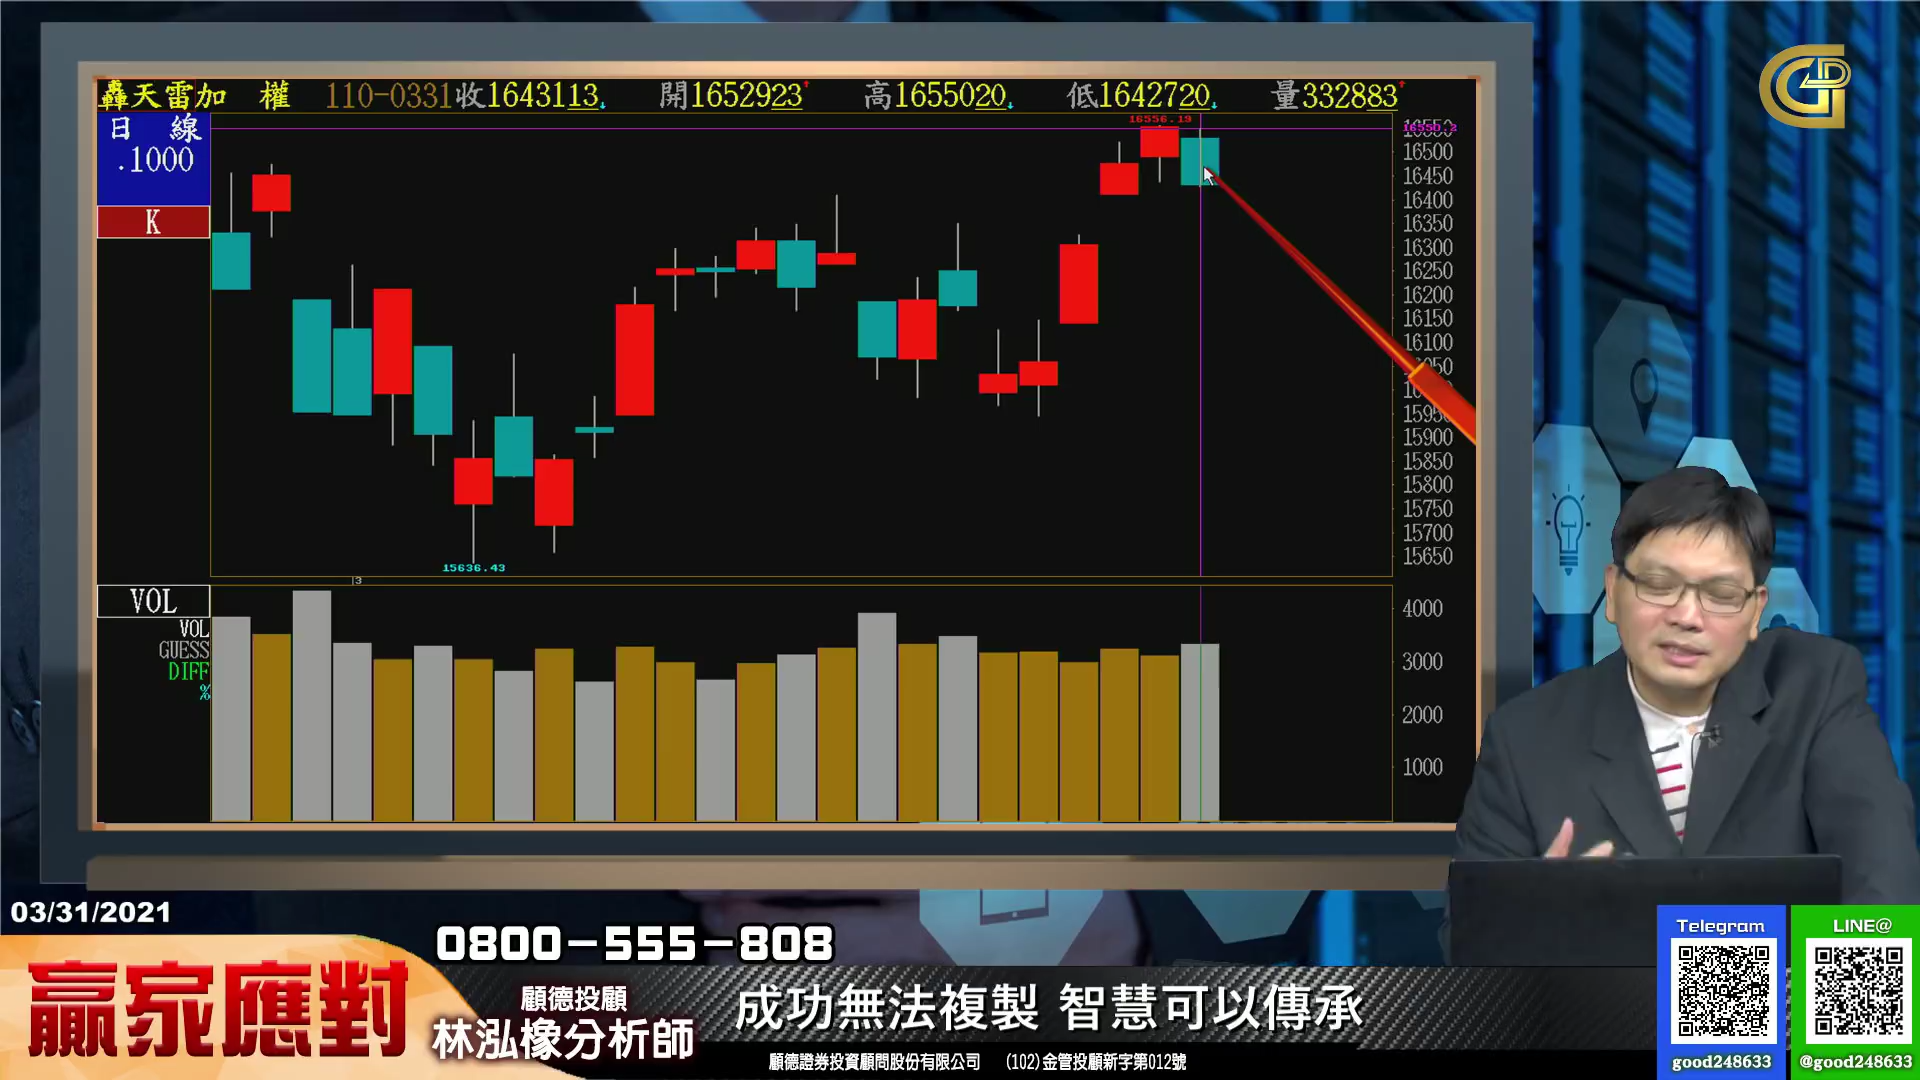 轟天雷加 權 110-0331收1643113 開1652923 高1655020 低1642720 量332883
日 線
.1000
K
16556.19
16550.2
16550
16500
16450
16400
16350
16300
16250
16200
16150
16100
15900
15850
15800
15750
15700
15650
15636.43
3
VOL
VOL
GUESS
DIFF
%
4000
3000
2000
1000
03/31/2021
贏家應對
0800-555-808
顧德投顧
林泓橡分析師
成功無法複製 智慧可以傳承
顧德證券投資顧問股份有限公司 (102)金管投顧新字第012號
Telegram
good248633
LINE@
@good248633